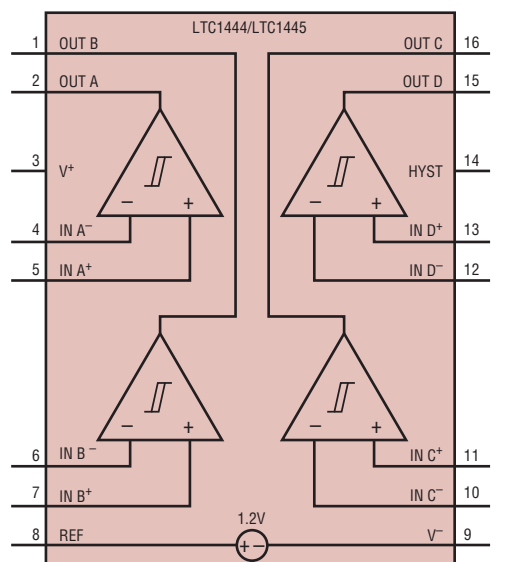 LTC1444/LTC1445
1 OUT B OUT C 16
2 OUT A OUT D 15
3 V⁺ HYST 14
– + – +
4 IN A⁻ IN D⁺ 13
5 IN A⁺ IN D⁻ 12
– + – +
6 IN B⁻ IN C⁺ 11
7 IN B⁺ IN C⁻ 10
1.2V
8 REF + – V⁻ 9